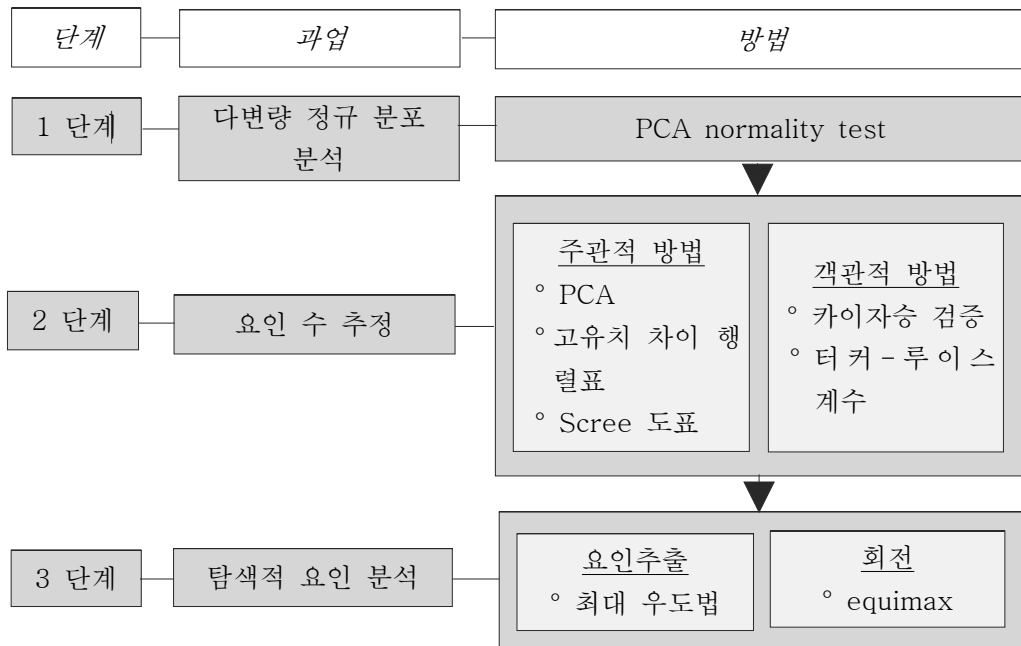 단계
과업
방법
1 단계
다변량 정규 분포
분석
PCA normality test
2 단계
요인 수 추정
주관적 방법
° PCA
° 고유치 차이 행
렬표
° Scree 도표
객관적 방법
° 카이자승 검증
° 터커-루이스
계수
3 단계
탐색적 요인 분석
요인추출
° 최대 우도법
회전
° equimax